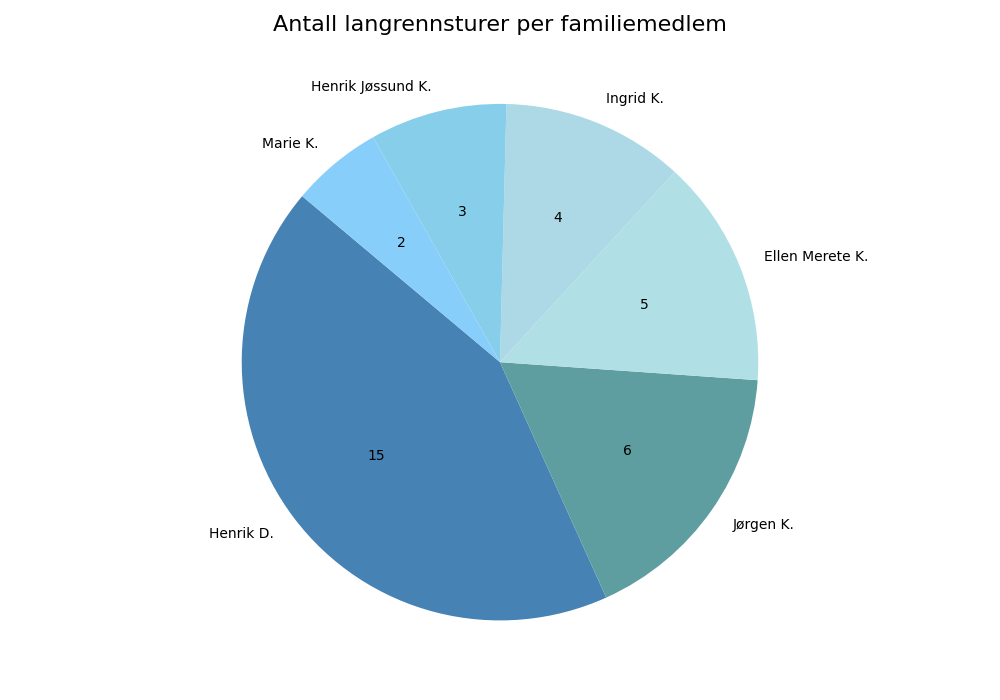 Antall langrennsturer per familiemedlem
Henrik Jøssund K.
Ingrid K.
Marie K.
3
4
2
Ellen Merete K.
5
15
6
Henrik D.
Jørgen K.